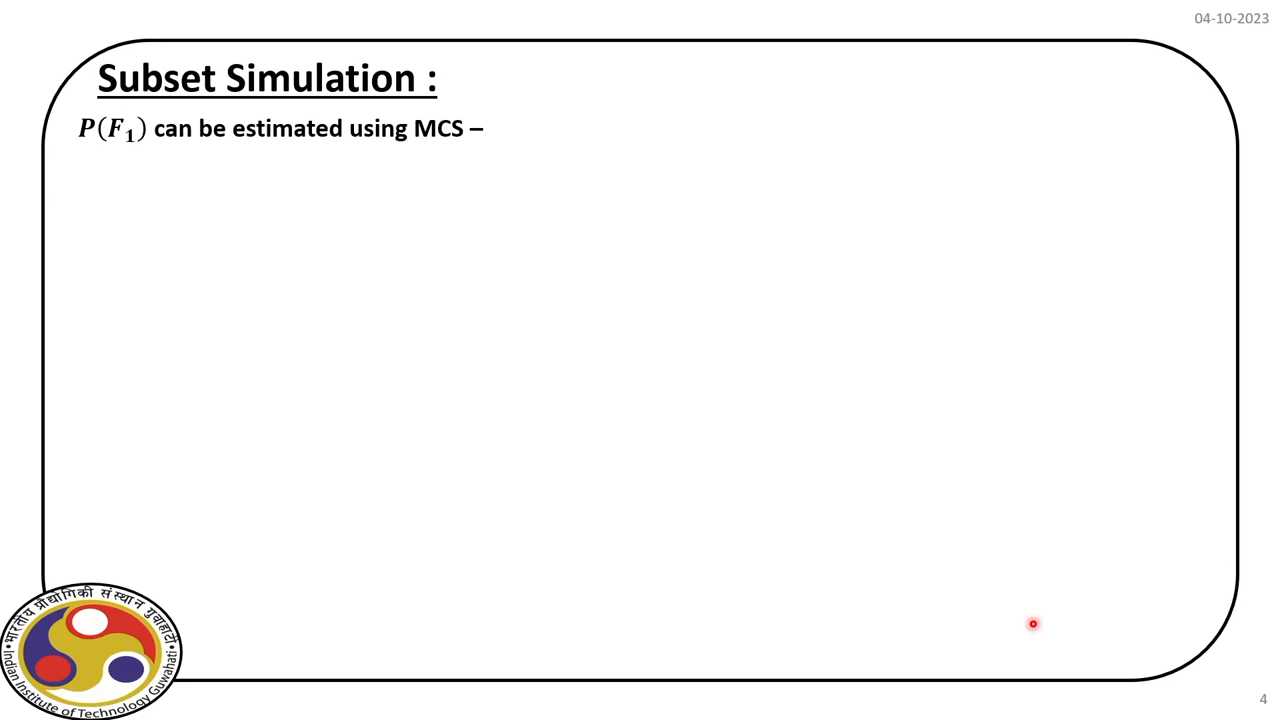 04-10-2023
Subset Simulation :
P(F₁) can be estimated using MCS –
भारतीय प्रौद्योगिकी संस्थान गुवाहाटी
Indian Institute of Technology Guwahati
4